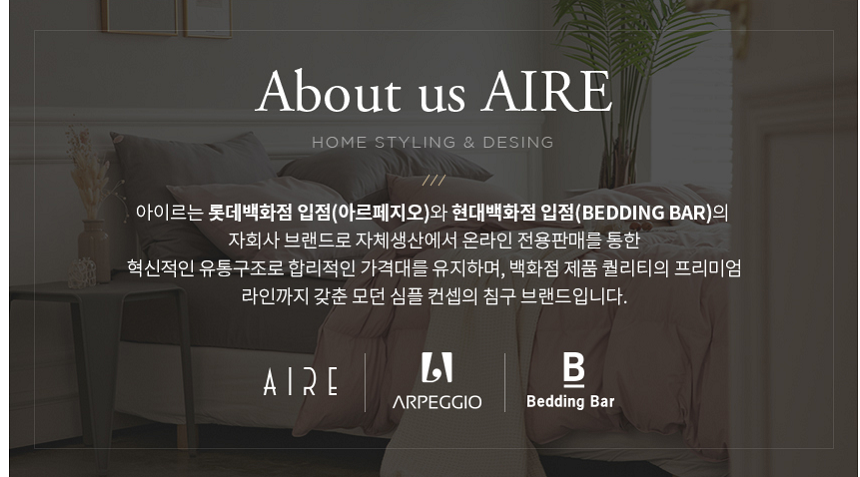 About us AIRE
HOME STYLING & DESING
아이르는 롯데백화점 입점(아르페지오)와 현대백화점 입점(BEDDING BAR)의
자회사 브랜드로 자체생산에서 온라인 전용판매를 통한
혁신적인 유통구조로 합리적인 가격대를 유지하며, 백화점 제품 퀄리티의 프리미엄
라인까지 갖춘 모던 심플 컨셉의 침구 브랜드입니다.
AIRE
ARPEGGIO
B
Bedding Bar